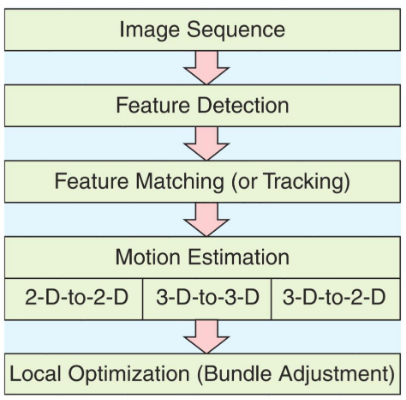 Image Sequence
Feature Detection
Feature Matching (or Tracking)
Motion Estimation
2-D-to-2-D 3-D-to-3-D 3-D-to-2-D
Local Optimization (Bundle Adjustment)